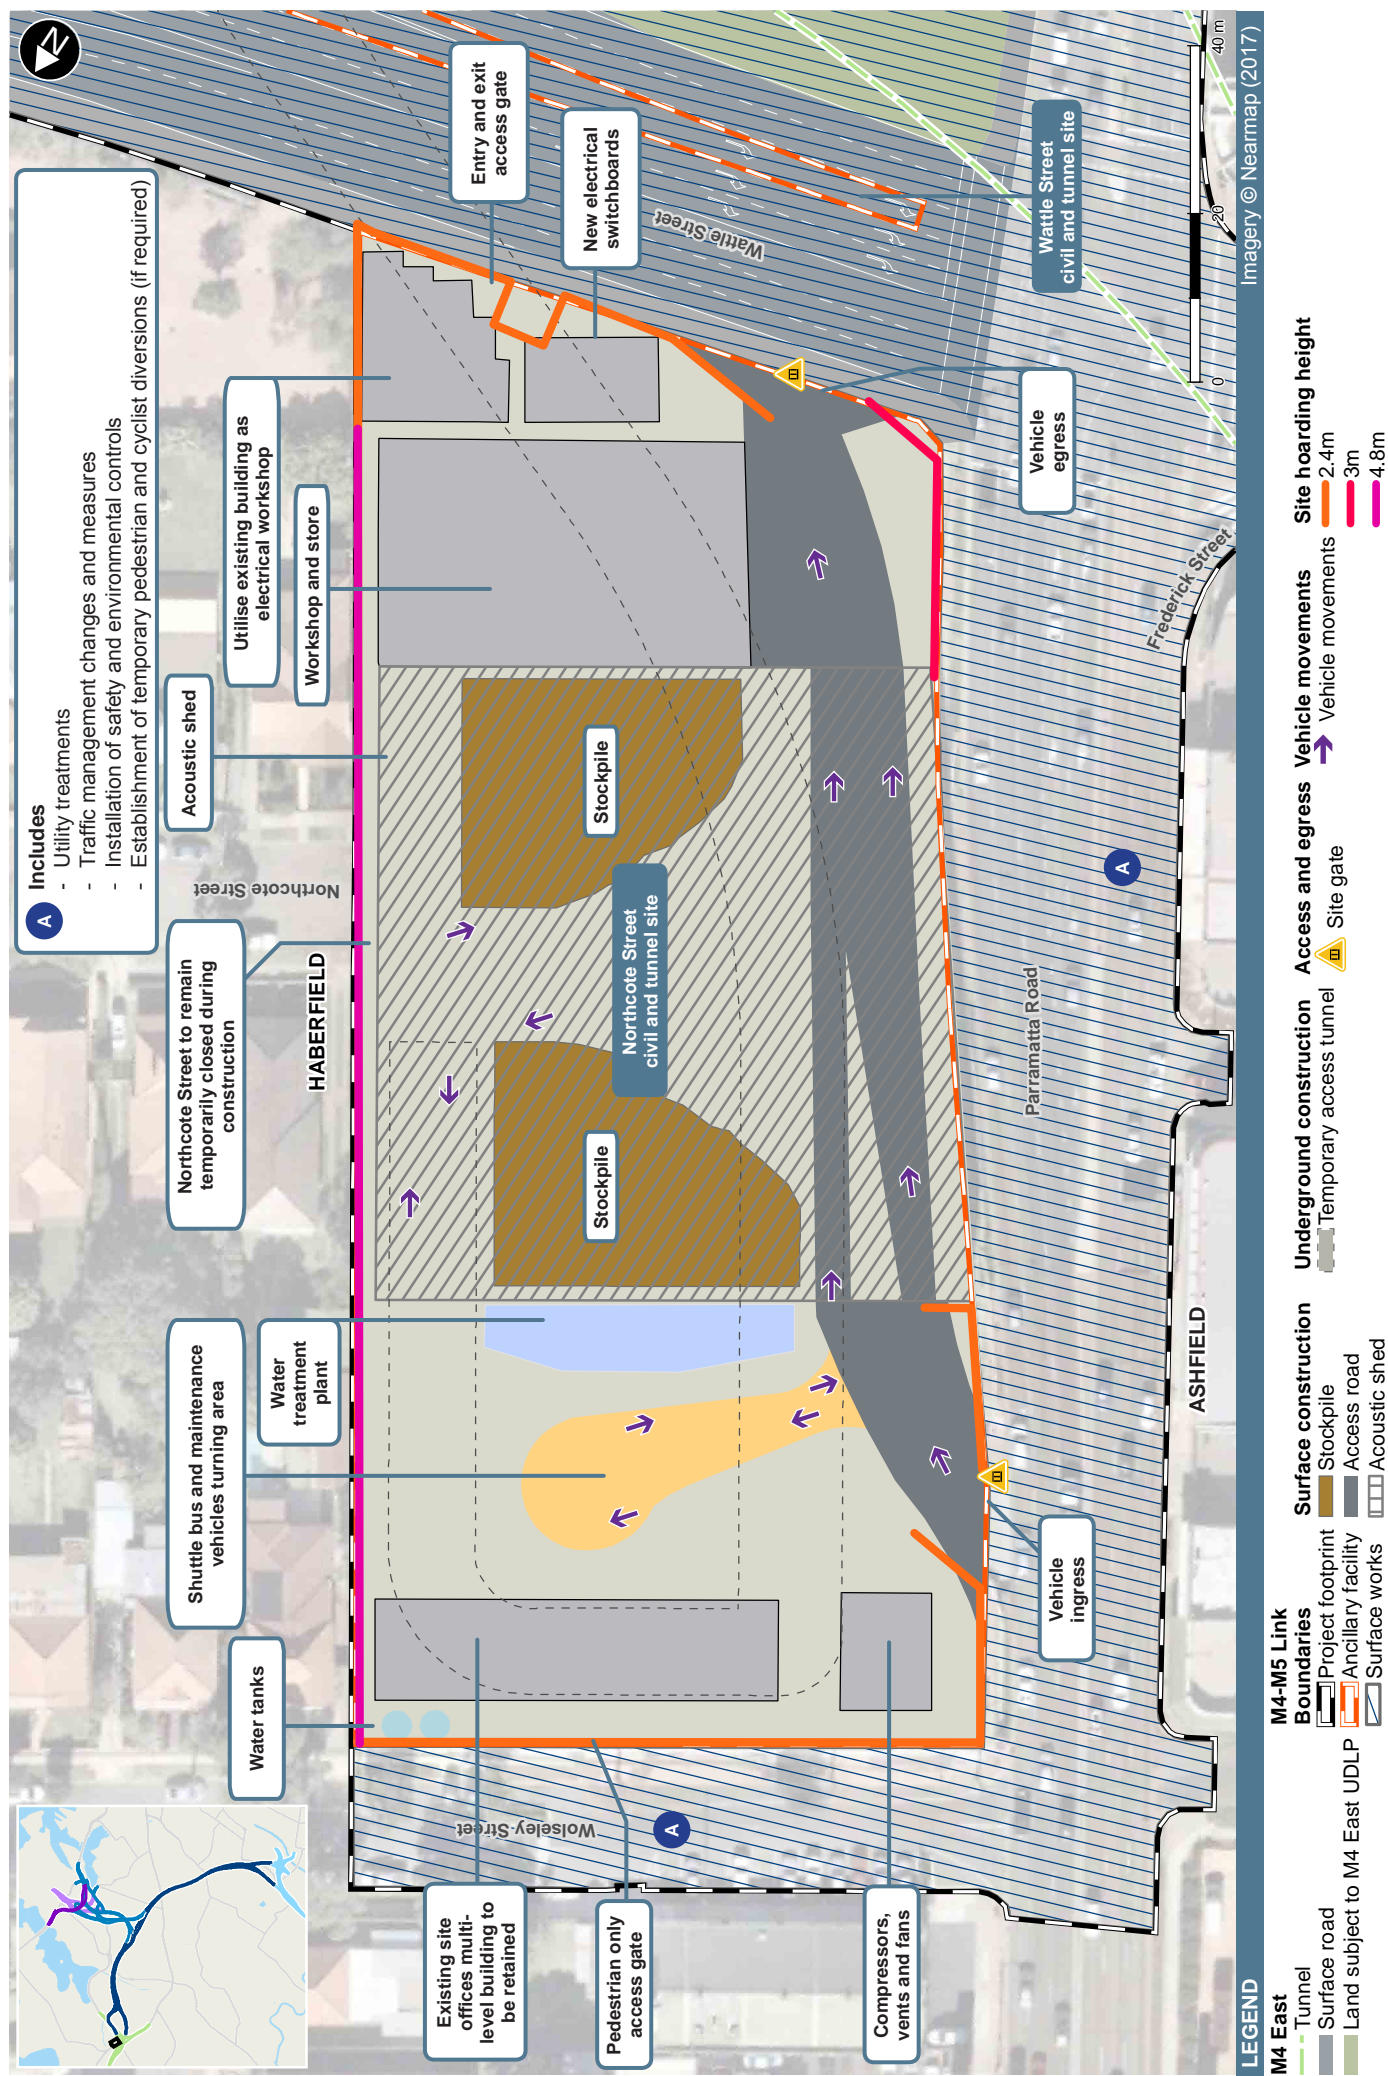 A
Includes
- Utility treatments
- Traffic management changes and measures
- Installation of safety and environmental controls
- Establishment of temporary pedestrian and cyclist diversions (if required)
N
Water tanks
Shuttle bus and maintenance
vehicles turning area
Water
treatment
plant
Northcote Street to remain
temporarily closed during
construction
Northcote Street
HABERFIELD
Acoustic shed
Workshop and store
Utilise existing building as
electrical workshop
Entry and exit
access gate
New electrical
switchboards
Wattle Street
Wattle Street
civil and tunnel site
Stockpile
Stockpile
Northcote Street
civil and tunnel site
Existing site
offices multi-
level building to
be retained
Wolseley Street
A
Pedestrian only
access gate
Compressors,
vents and fans
Vehicle
ingress
Vehicle
egress
Parramatta Road
A
Frederick Street
ASHFIELD
0
20
40 m
LEGEND
Imagery © Nearmap (2017)
M4 East
Tunnel
Surface road
Land subject to M4 East UDLP
M4-M5 Link
Boundaries
Project footprint
Ancillary facility
Surface works
Surface construction
Stockpile
Access road
Acoustic shed
Underground construction
Temporary access tunnel
Access and egress
Site gate
Vehicle movements
Vehicle movements
Site hoarding height
2.4m
3m
4.8m